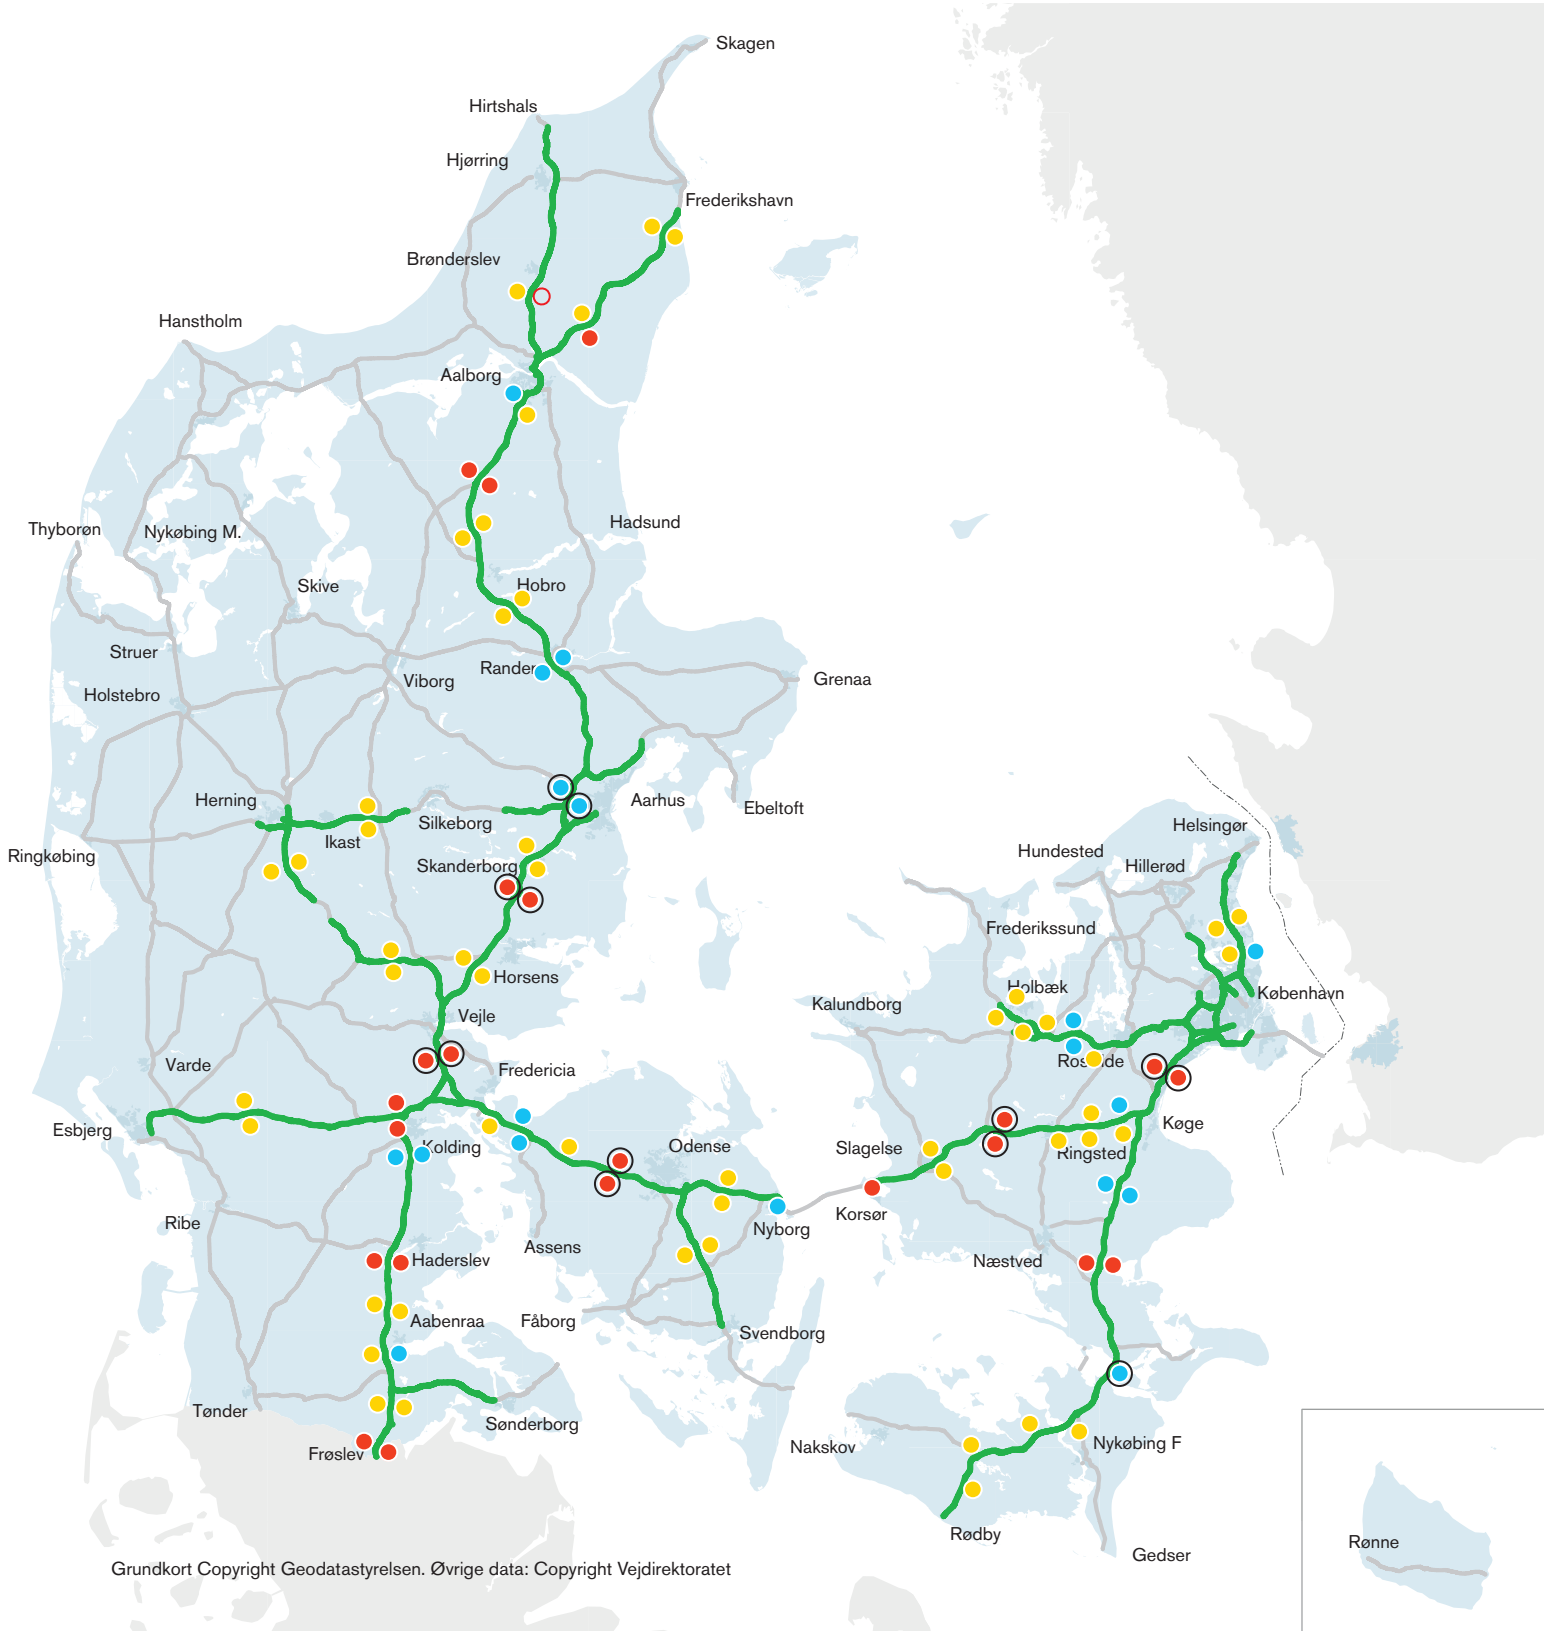 Skagen
Hirtshals
Hjørring
Frederikshavn
Brønderslev
Hanstholm
Aalborg
Hadsund
Thyborøn
Nykøbing M.
Hobro
Skive
Struer
Randers
Viborg
Grenaa
Holstebro
Herning
Aarhus
Ebeltoft
Silkeborg
Ikast
Ringkøbing
Skanderborg
Helsingør
Hundested
Hillerød
Frederikssund
Horsens
Holbæk
København
Kalundborg
Vejle
Varde
Fredericia
Roskilde
Esbjerg
Køge
Kolding
Odense
Slagelse
Ringsted
Korsør
Ribe
Nyborg
Assens
Haderslev
Næstved
Aabenraa
Fåborg
Svendborg
Tønder
Sønderborg
Frøslev
Nakskov
Nykøbing F
Rødby
Gedser
Rønne
Grundkort Copyright Geodatastyrelsen. Øvrige data: Copyright Vejdirektoratet